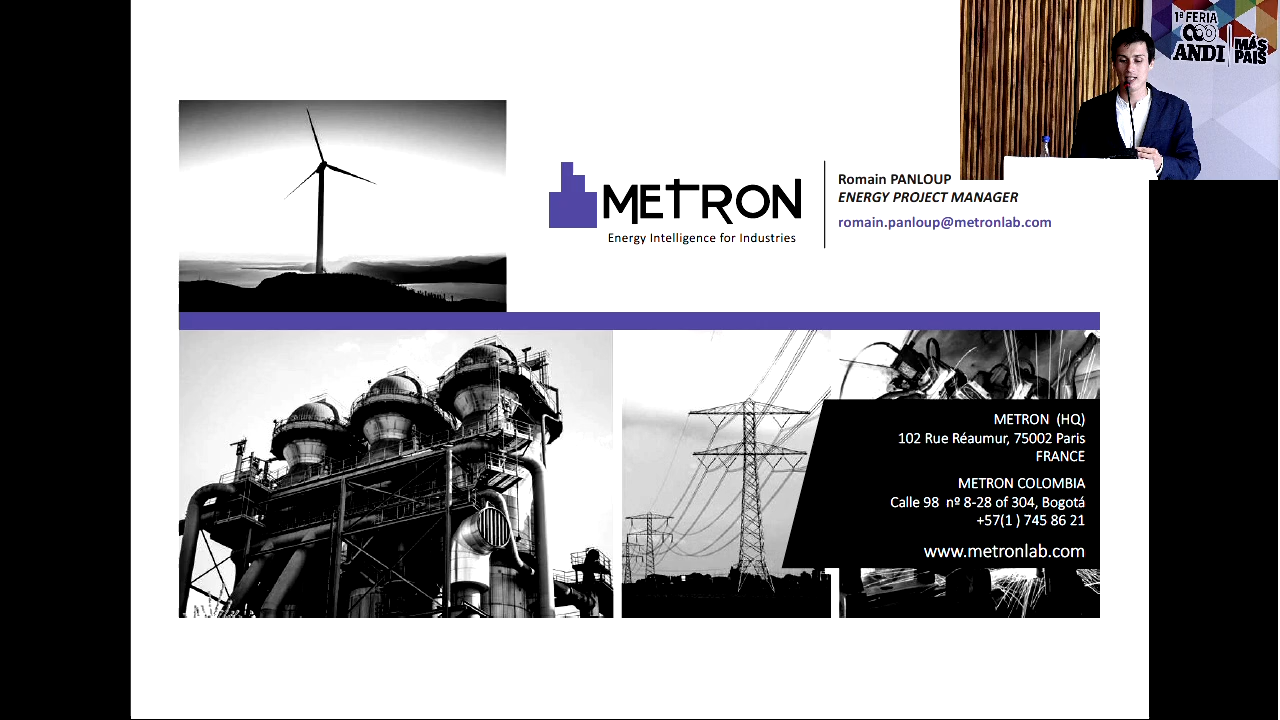 1ª FERIA
ANDI
MÁS
PAÍS
METRON
Energy Intelligence for Industries
Romain PANLOUP
ENERGY PROJECT MANAGER
romain.panloup@metronlab.com
METRON (HQ)
102 Rue Réaumur, 75002 Paris
FRANCE
METRON COLOMBIA
Calle 98 nº 8-28 of 304, Bogotá
+57(1 ) 745 86 21
www.metronlab.com